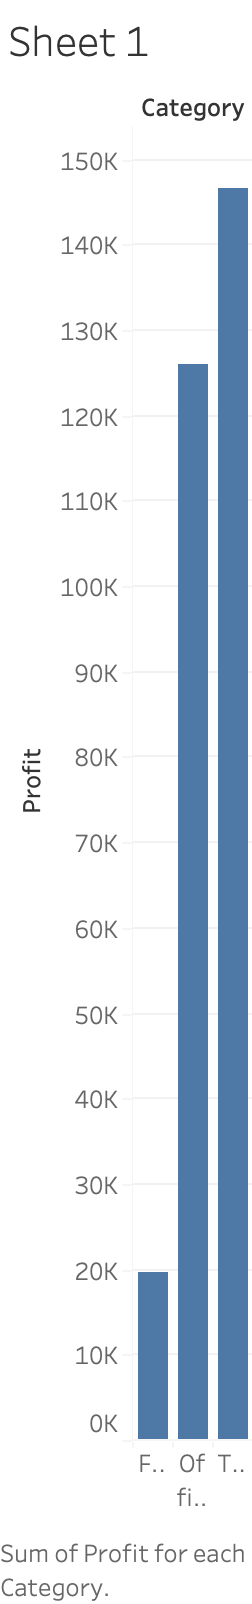 Sheet 1
Category
150K
140K
130K
120K
110K
100K
90K
80K
70K
60K
50K
40K
30K
20K
10K
0K
Profit
F.. Of T..
fi..
Sum of Profit for each
Category.